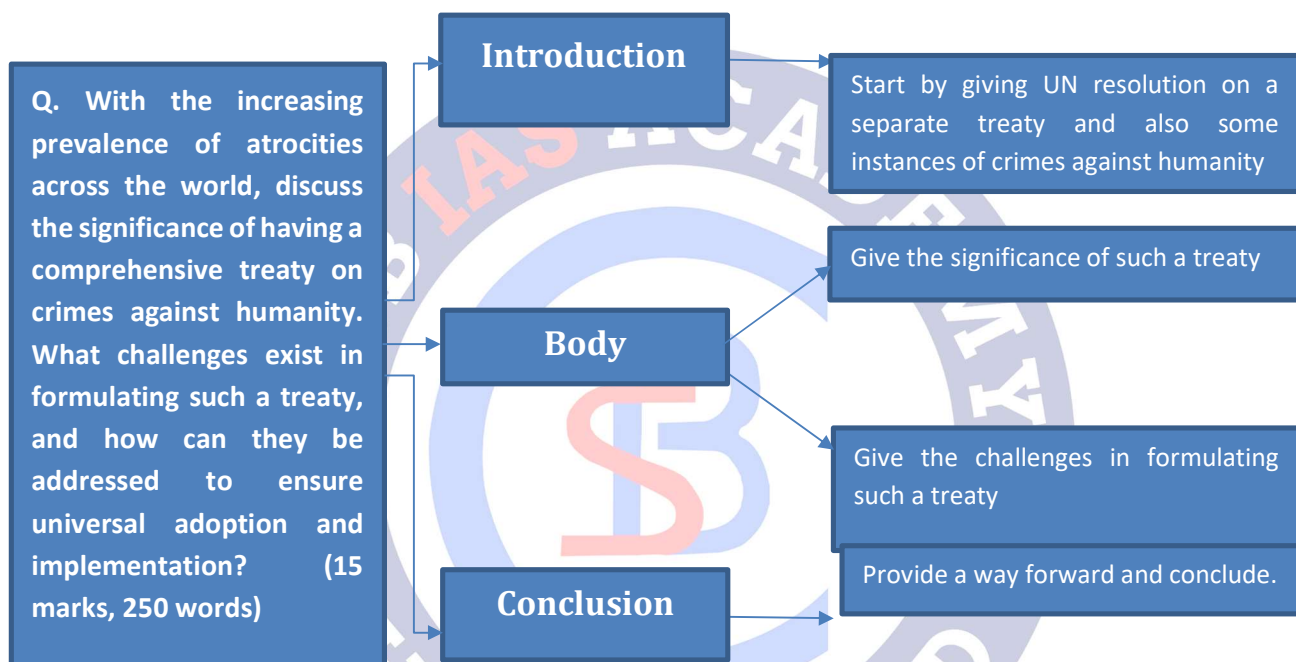 Q. With the increasing
prevalence of atrocities
across the world, discuss
the significance of having a
comprehensive treaty on
crimes against humanity.
What challenges exist in
formulating such a treaty,
and how can they be
addressed to ensure
universal adoption and
implementation? (15
marks, 250 words)
Introduction
Start by giving UN resolution on a
separate treaty and also some
instances of crimes against humanity
Body
Give the significance of such a treaty
Give the challenges in formulating
such a treaty
Conclusion
Provide a way forward and conclude.
B IAS ACADEMY
SB